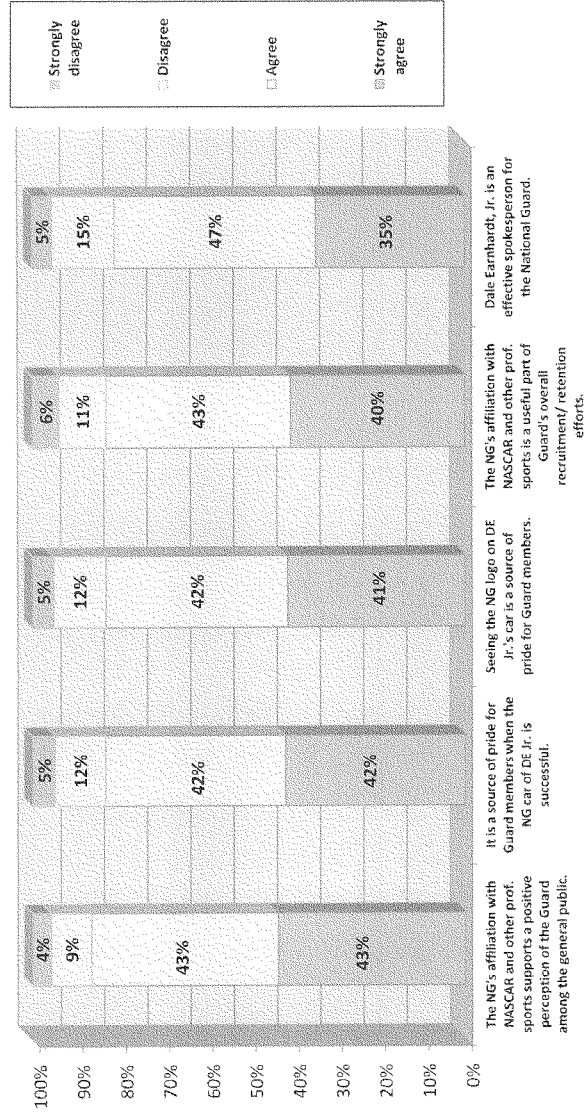 Strongly
disagree
Disagree
Agree
Strongly
agree
100%
90%
80%
70%
60%
50%
40%
30%
20%
10%
0%
4%
9%
43%
43%
5%
12%
42%
42%
5%
12%
42%
41%
6%
11%
43%
40%
5%
15%
47%
35%
The NG's affiliation with
NASCAR and other prof.
sports supports a positive
perception of the Guard
among the general public.
It is a source of pride for
Guard members when the
NG car of DE Jr. is
successful.
Seeing the NG logo on DE
Jr.'s car is a source of
pride for Guard members.
The NG's affiliation with
NASCAR and other prof.
sports is a useful part of
Guard's overall
recruitment/ retention
efforts.
Dale Earnhardt, Jr. is an
effective spokesperson for
the National Guard.